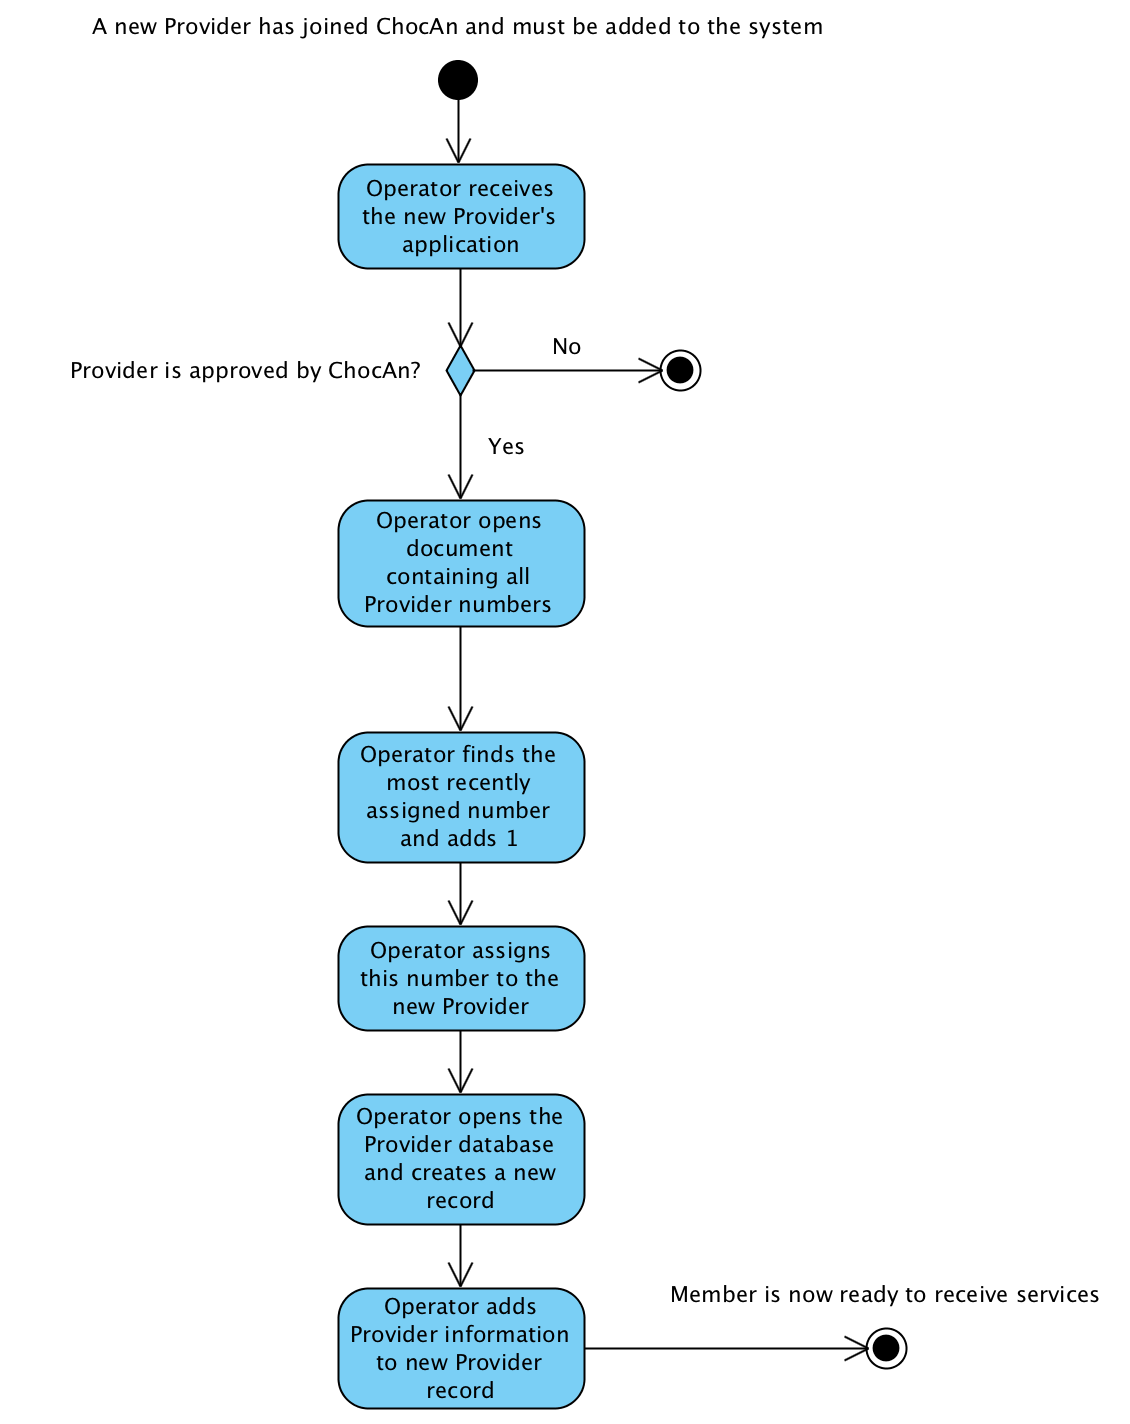 A new Provider has joined ChocAn and must be added to the system
Operator receives
the new Provider's
application
No
Provider is approved by ChocAn?
Yes
Operator opens
document
containing all
Provider numbers
Operator finds the
most recently
assigned number
and adds 1
Operator assigns
this number to the
new Provider
Operator opens the
Provider database
and creates a new
record
Member is now ready to receive services
Operator adds
Provider information
to new Provider
record